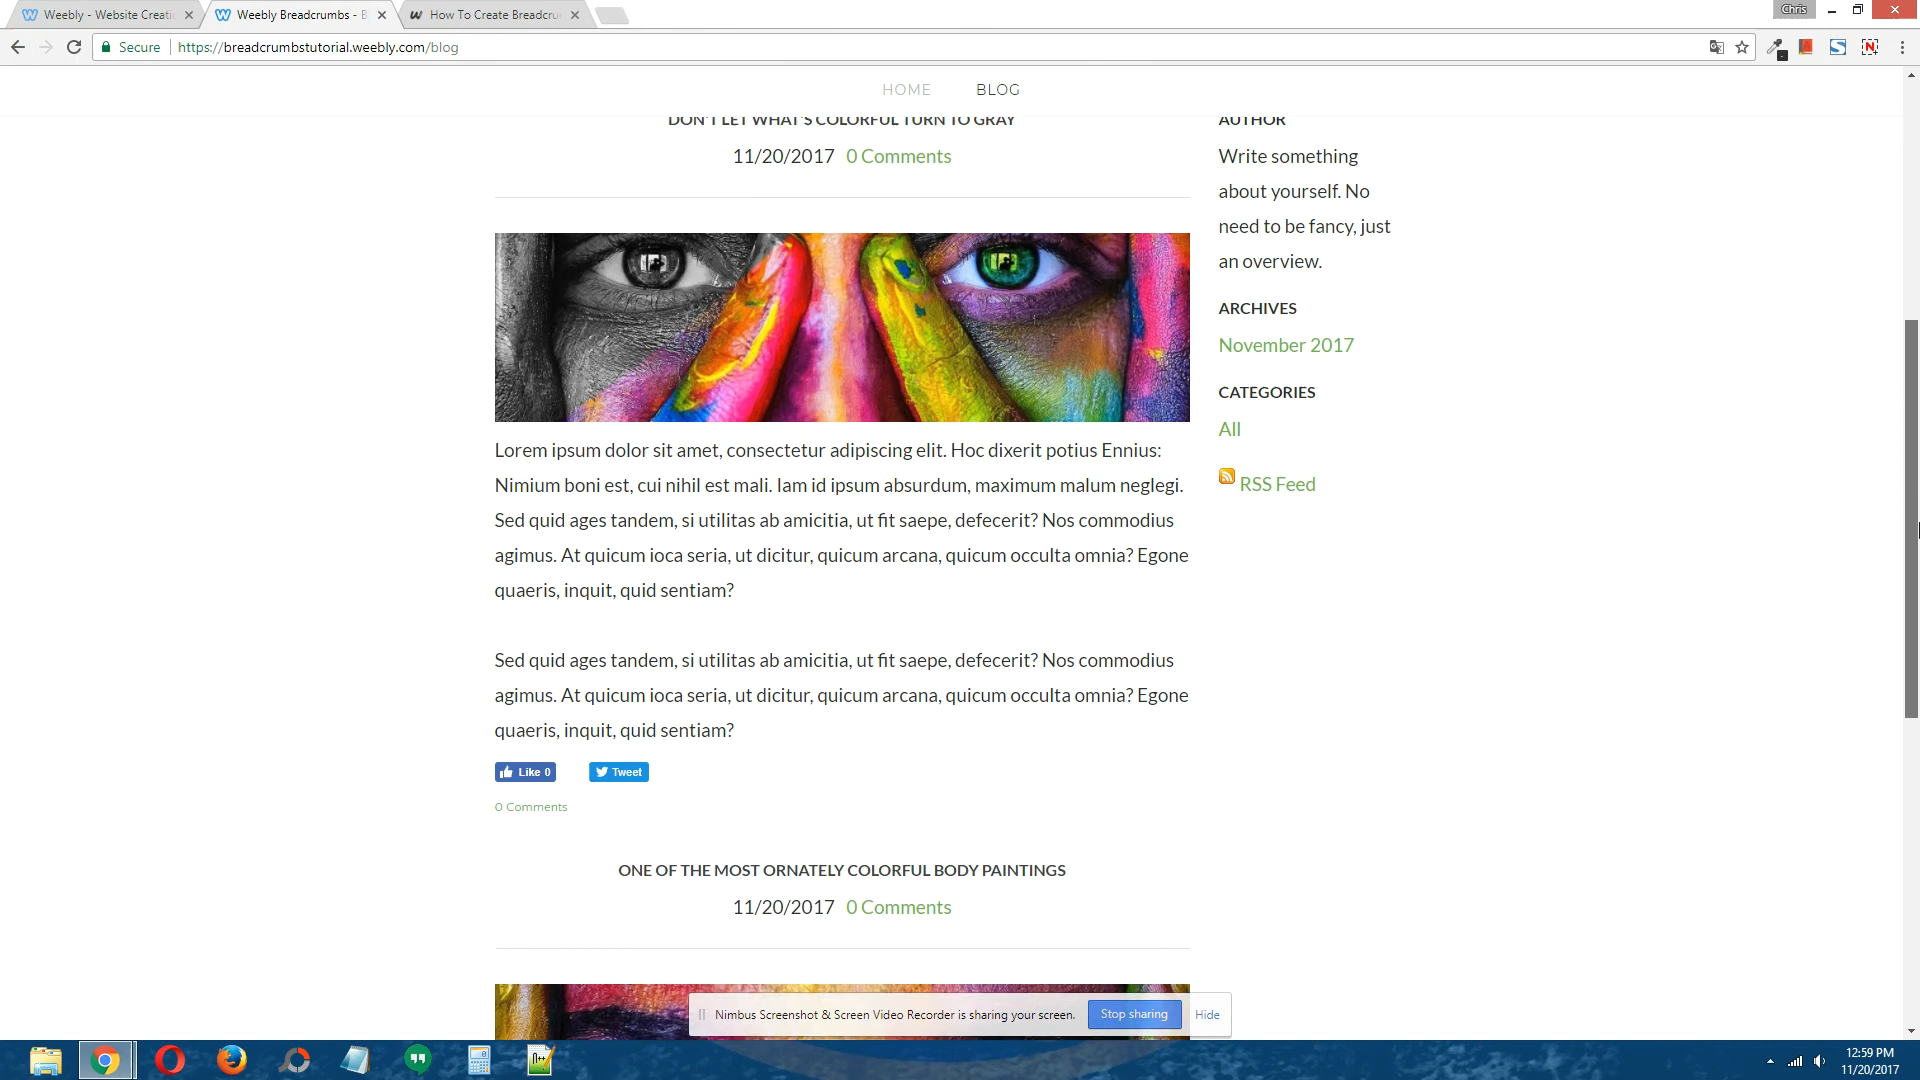 Weebly - Website Creati
Weebly Breadcrumbs - B
How To Create Breadcru
Chris
Secure
https://breadcrumbstutorial.weebly.com/blog
HOME
BLOG
DON'T LET WHAT'S COLORFUL TURN TO GRAY
11/20/2017 0 Comments
Lorem ipsum dolor sit amet, consectetur adipiscing elit. Hoc dixerit potius Ennius:
Nimium boni est, cui nihil est mali. Iam id ipsum absurdum, maximum malum neglegi.
Sed quid ages tandem, si utilitas ab amicitia, ut fit saepe, defecerit? Nos commodius
agimus. At quicum ioca seria, ut dicitur, quicum arcana, quicum occulta omnia? Egone
quaeris, inquit, quid sentiam?
Sed quid ages tandem, si utilitas ab amicitia, ut fit saepe, defecerit? Nos commodius
agimus. At quicum ioca seria, ut dicitur, quicum arcana, quicum occulta omnia? Egone
quaeris, inquit, quid sentiam?
Like 0
Tweet
0 Comments
ONE OF THE MOST ORNATELY COLORFUL BODY PAINTINGS
11/20/2017 0 Comments
AUTHOR
Write something
about yourself. No
need to be fancy, just
an overview.
ARCHIVES
November 2017
CATEGORIES
All
RSS Feed
Nimbus Screenshot & Screen Video Recorder is sharing your screen.
Stop sharing
Hide
12:59 PM
11/20/2017